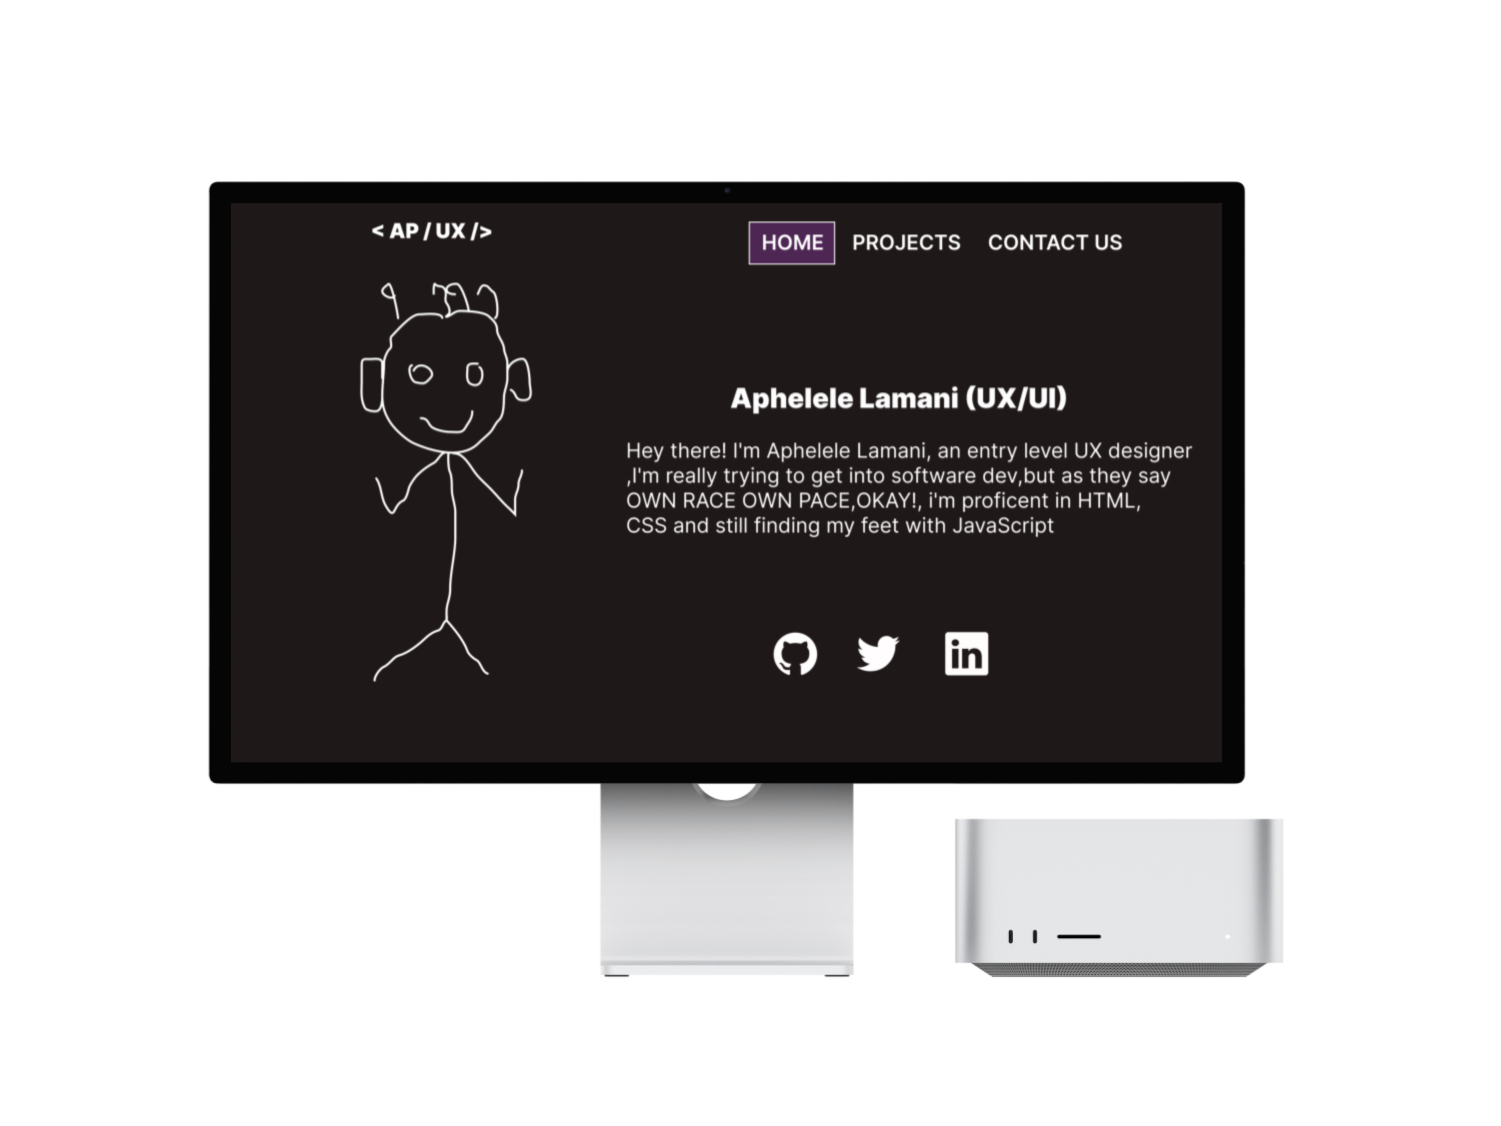 < AP / UX />
HOME PROJECTS CONTACT US
Aphelele Lamani (UX/UI)
Hey there! I'm Aphelele Lamani, an entry level UX designer
,I'm really trying to get into software dev,but as they say
OWN RACE OWN PACE,OKAY!, i'm proficent in HTML,
CSS and still finding my feet with JavaScript
in